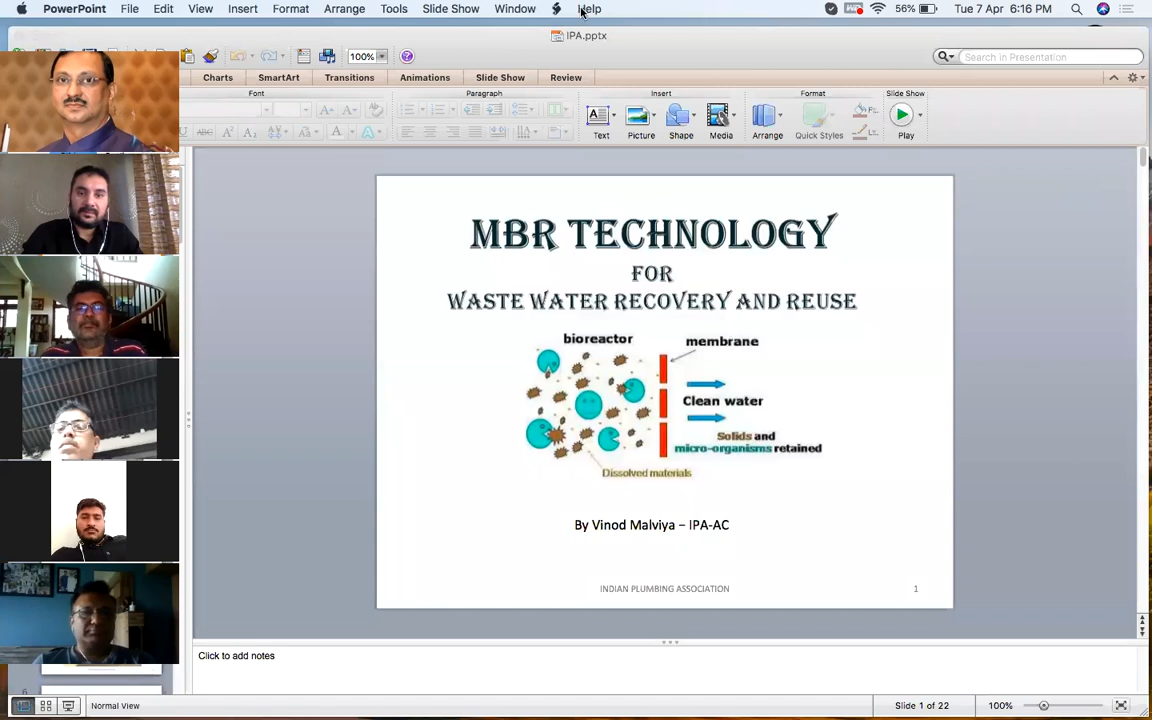 PowerPoint File Edit View Insert Format Arrange Tools Slide Show Window Help 56% Tue 7 Apr 6:16 PM
IPA.pptx
100%
Search in Presentation
Charts SmartArt Transitions Animations Slide Show Review
Font Paragraph Insert Format Slide Show
Text Picture Shape Media Arrange Quick Styles Play
MBR TECHNOLOGY
FOR
WASTE WATER RECOVERY AND REUSE
bioreactor
membrane
Clean water
Solids and
micro-organisms retained
Dissolved materials
By Vinod Malviya – IPA-AC
INDIAN PLUMBING ASSOCIATION 1
Click to add notes
6
Normal View Slide 1 of 22 100%